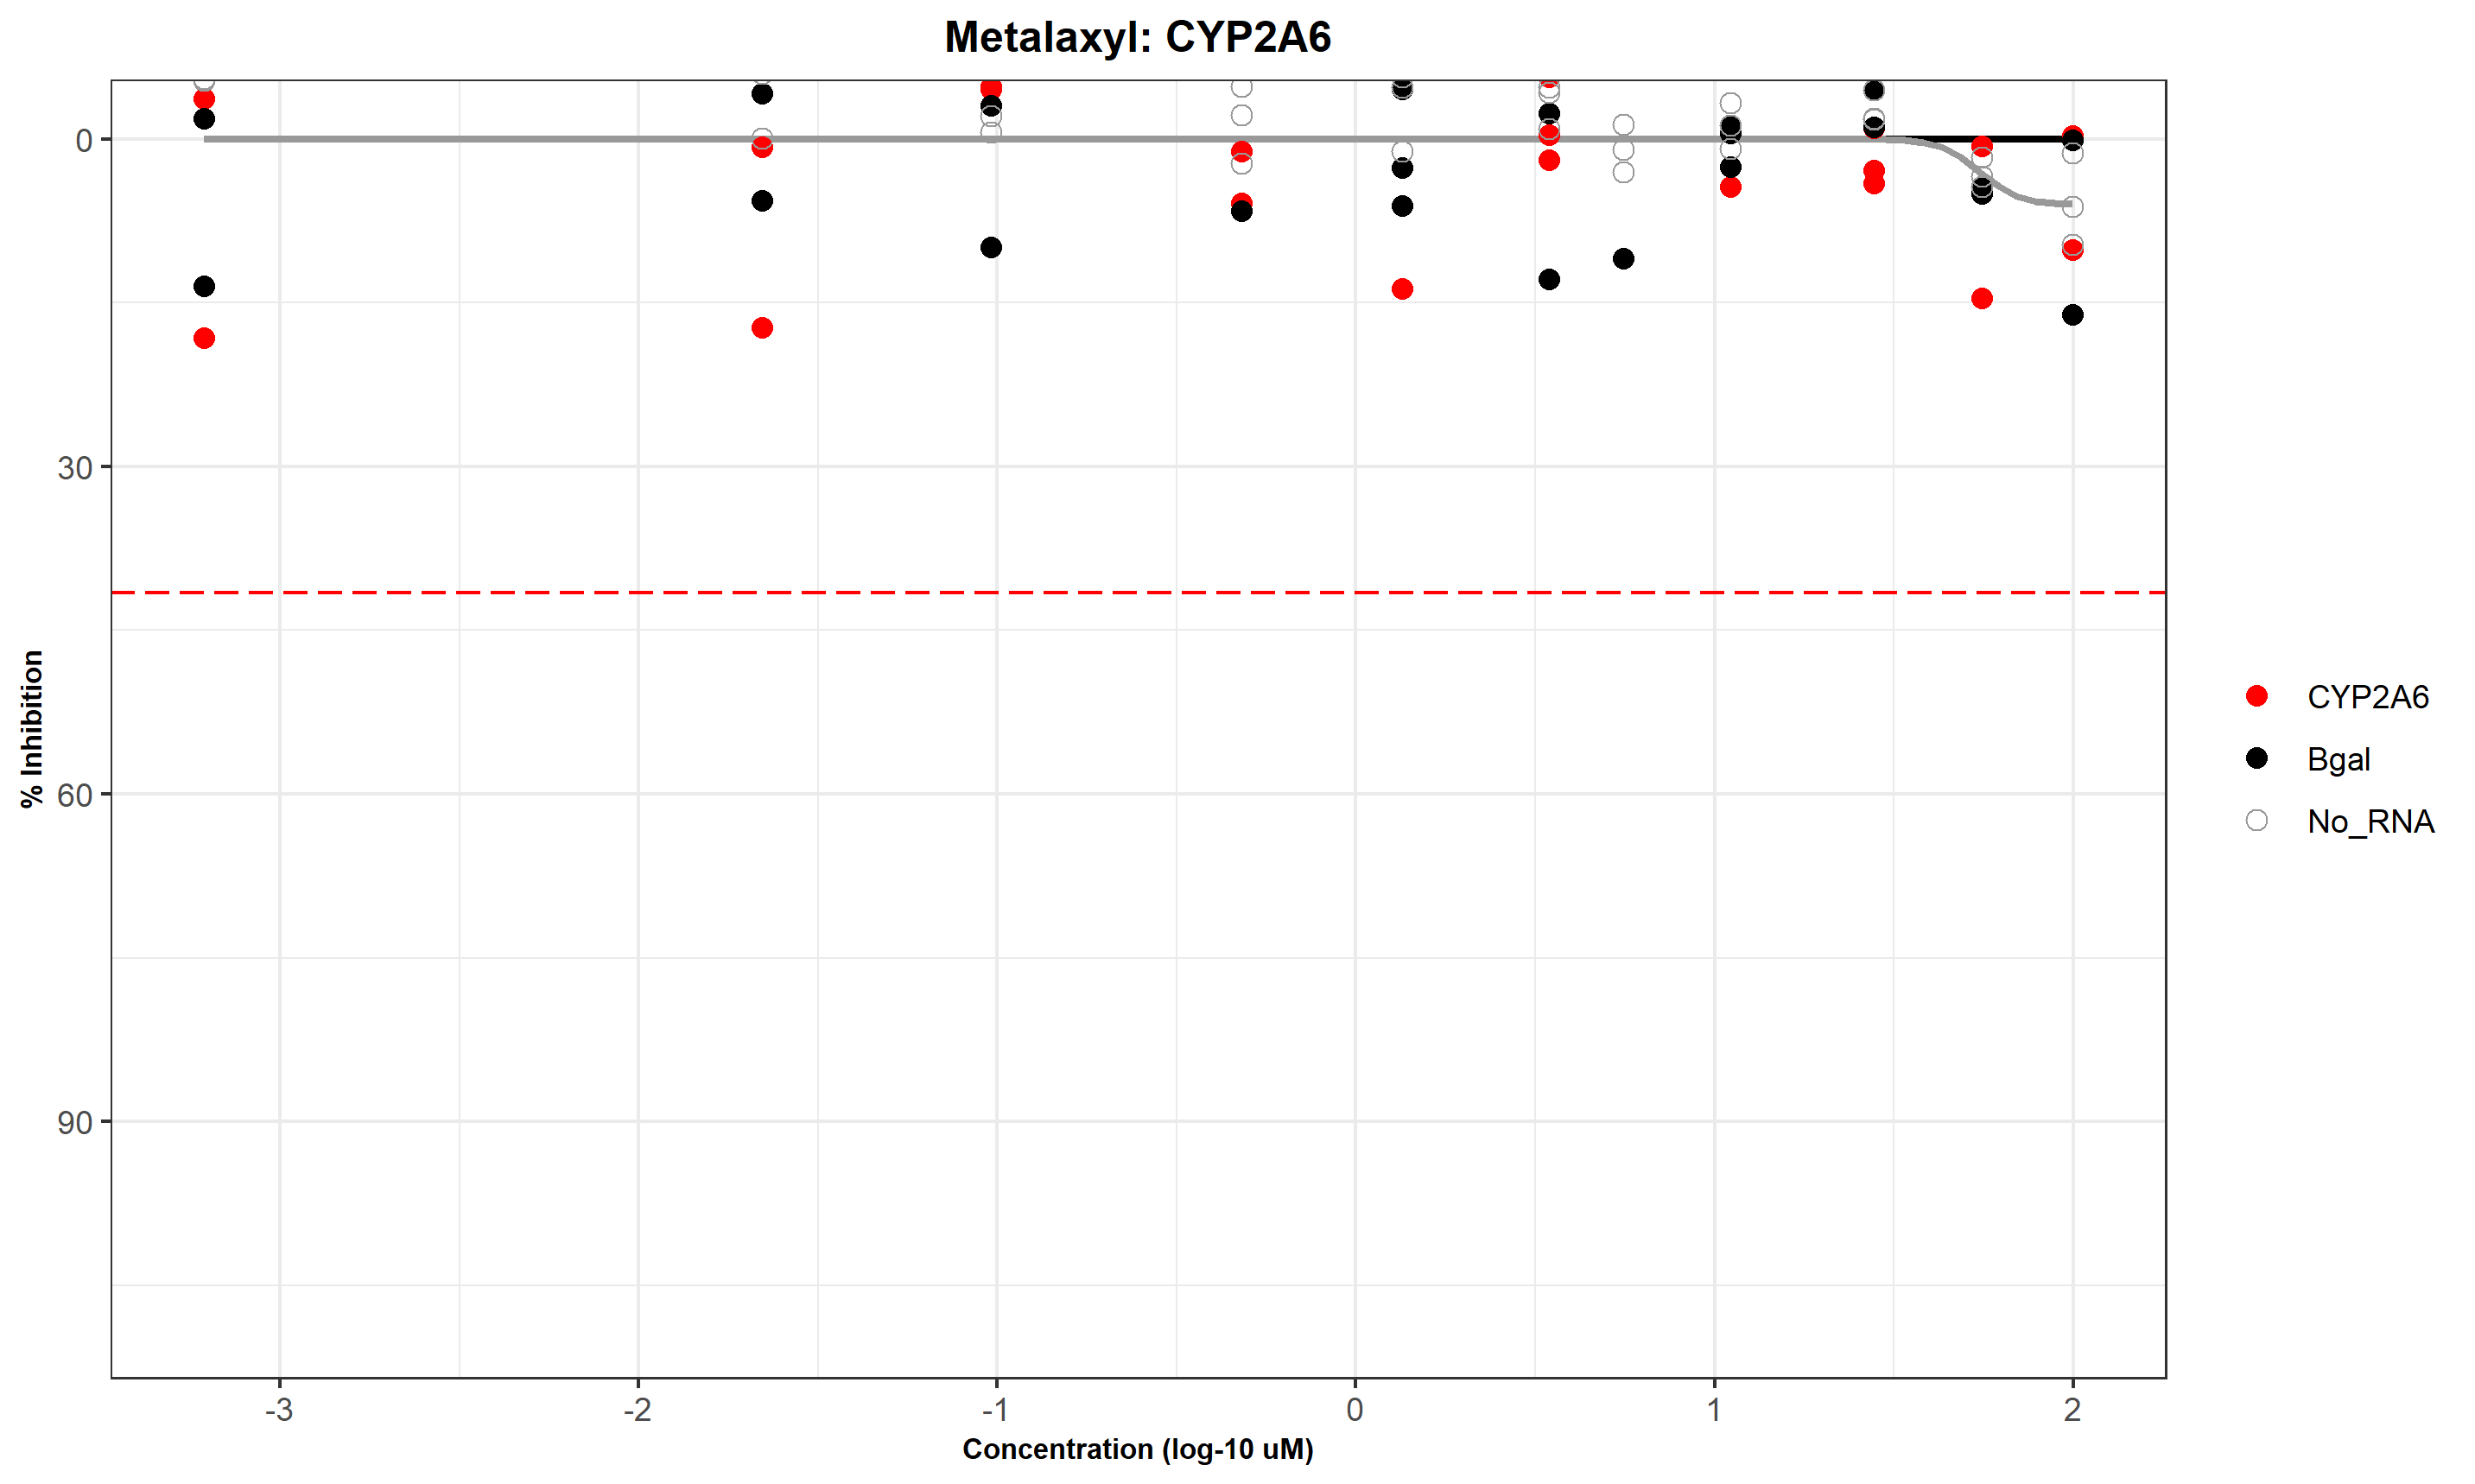 Metalaxyl: CYP2A6
0
30
60
90
% Inhibition
-3
-2
-1
0
1
2
Concentration (log-10 uM)
CYP2A6
Bgal
No_RNA